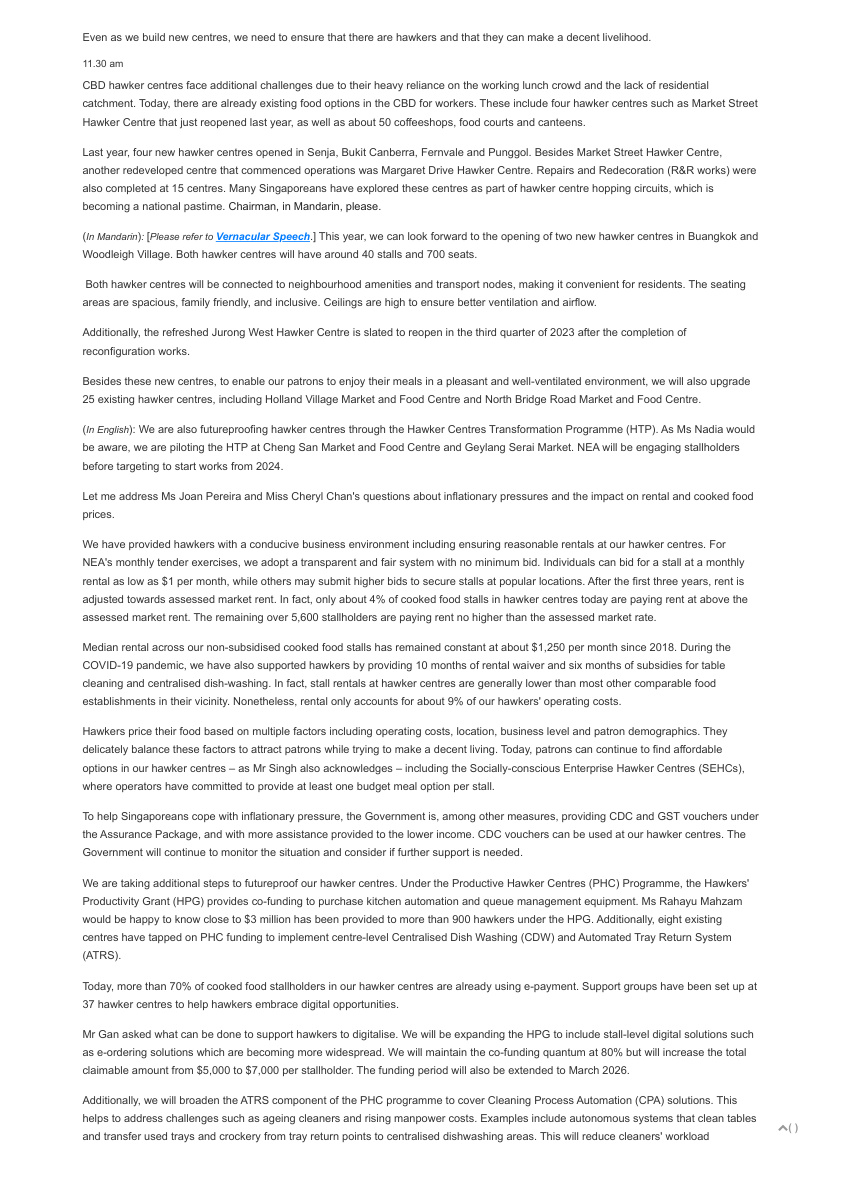 Even as we build new centres, we need to ensure that there are hawkers and that they can make a decent livelihood.
11.30 am
CBD hawker centres face additional challenges due to their heavy reliance on the working lunch crowd and the lack of residential
catchment. Today, there are already existing food options in the CBD for workers. These include four hawker centres such as Market Street
Hawker Centre that just reopened last year, as well as about 50 coffeeshops, food courts and canteens.
Last year, four new hawker centres opened in Senja, Bukit Canberra, Fernvale and Punggol. Besides Market Street Hawker Centre,
another redeveloped centre that commenced operations was Margaret Drive Hawker Centre. Repairs and Redecoration (R&R works) were
also completed at 15 centres. Many Singaporeans have explored these centres as part of hawker centre hopping circuits, which is
becoming a national pastime. Chairman, in Mandarin, please.
(In Mandarin): [Please refer to Vernacular Speech.] This year, we can look forward to the opening of two new hawker centres in Buangkok and
Woodleigh Village. Both hawker centres will have around 40 stalls and 700 seats.
Both hawker centres will be connected to neighbourhood amenities and transport nodes, making it convenient for residents. The seating
areas are spacious, family friendly, and inclusive. Ceilings are high to ensure better ventilation and airflow.
Additionally, the refreshed Jurong West Hawker Centre is slated to reopen in the third quarter of 2023 after the completion of
reconfiguration works.
Besides these new centres, to enable our patrons to enjoy their meals in a pleasant and well-ventilated environment, we will also upgrade
25 existing hawker centres, including Holland Village Market and Food Centre and North Bridge Road Market and Food Centre.
(In English): We are also futureproofing hawker centres through the Hawker Centres Transformation Programme (HTP). As Ms Nadia would
be aware, we are piloting the HTP at Cheng San Market and Food Centre and Geylang Serai Market. NEA will be engaging stallholders
before targeting to start works from 2024.
Let me address Ms Joan Pereira and Miss Cheryl Chan's questions about inflationary pressures and the impact on rental and cooked food
prices.
We have provided hawkers with a conducive business environment including ensuring reasonable rentals at our hawker centres. For
NEA's monthly tender exercises, we adopt a transparent and fair system with no minimum bid. Individuals can bid for a stall at a monthly
rental as low as $1 per month, while others may submit higher bids to secure stalls at popular locations. After the first three years, rent is
adjusted towards assessed market rent. In fact, only about 4% of cooked food stalls in hawker centres today are paying rent at above the
assessed market rent. The remaining over 5,600 stallholders are paying rent no higher than the assessed market rate.
Median rental across our non-subsidised cooked food stalls has remained constant at about $1,250 per month since 2018. During the
COVID-19 pandemic, we have also supported hawkers by providing 10 months of rental waiver and six months of subsidies for table
cleaning and centralised dish-washing. In fact, stall rentals at hawker centres are generally lower than most other comparable food
establishments in their vicinity. Nonetheless, rental only accounts for about 9% of our hawkers' operating costs.
Hawkers price their food based on multiple factors including operating costs, location, business level and patron demographics. They
delicately balance these factors to attract patrons while trying to make a decent living. Today, patrons can continue to find affordable
options in our hawker centres – as Mr Singh also acknowledges – including the Socially-conscious Enterprise Hawker Centres (SEHCs),
where operators have committed to provide at least one budget meal option per stall.
To help Singaporeans cope with inflationary pressure, the Government is, among other measures, providing CDC and GST vouchers under
the Assurance Package, and with more assistance provided to the lower income. CDC vouchers can be used at our hawker centres. The
Government will continue to monitor the situation and consider if further support is needed.
We are taking additional steps to futureproof our hawker centres. Under the Productive Hawker Centres (PHC) Programme, the Hawkers'
Productivity Grant (HPG) provides co-funding to purchase kitchen automation and queue management equipment. Ms Rahayu Mahzam
would be happy to know close to $3 million has been provided to more than 900 hawkers under the HPG. Additionally, eight existing
centres have tapped on PHC funding to implement centre-level Centralised Dish Washing (CDW) and Automated Tray Return System
(ATRS).
Today, more than 70% of cooked food stallholders in our hawker centres are already using e-payment. Support groups have been set up at
37 hawker centres to help hawkers embrace digital opportunities.
Mr Gan asked what can be done to support hawkers to digitalise. We will be expanding the HPG to include stall-level digital solutions such
as e-ordering solutions which are becoming more widespread. We will maintain the co-funding quantum at 80% but will increase the total
claimable amount from $5,000 to $7,000 per stallholder. The funding period will also be extended to March 2026.
Additionally, we will broaden the ATRS component of the PHC programme to cover Cleaning Process Automation (CPA) solutions. This
helps to address challenges such as ageing cleaners and rising manpower costs. Examples include autonomous systems that clean tables
and transfer used trays and crockery from tray return points to centralised dishwashing areas. This will reduce cleaners' workload
( )